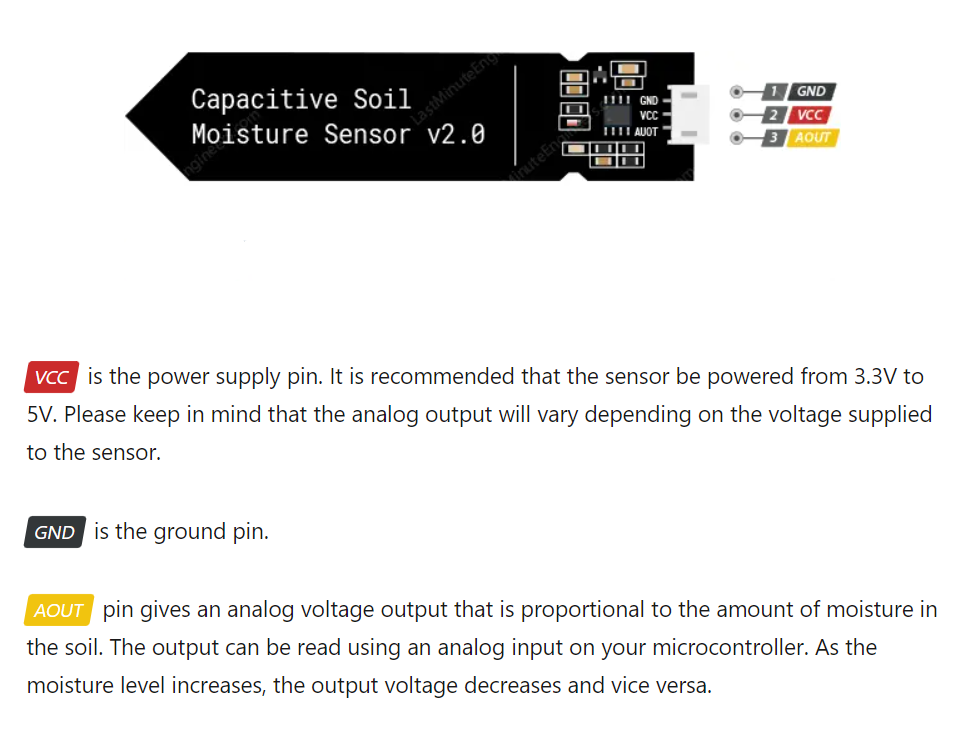 Capacitive Soil
Moisture Sensor v2.0
GND
VCC
AUOT
1 GND
2 VCC
3 AOUT
VCC is the power supply pin. It is recommended that the sensor be powered from 3.3V to
5V. Please keep in mind that the analog output will vary depending on the voltage supplied
to the sensor.
GND is the ground pin.
AOUT pin gives an analog voltage output that is proportional to the amount of moisture in
the soil. The output can be read using an analog input on your microcontroller. As the
moisture level increases, the output voltage decreases and vice versa.